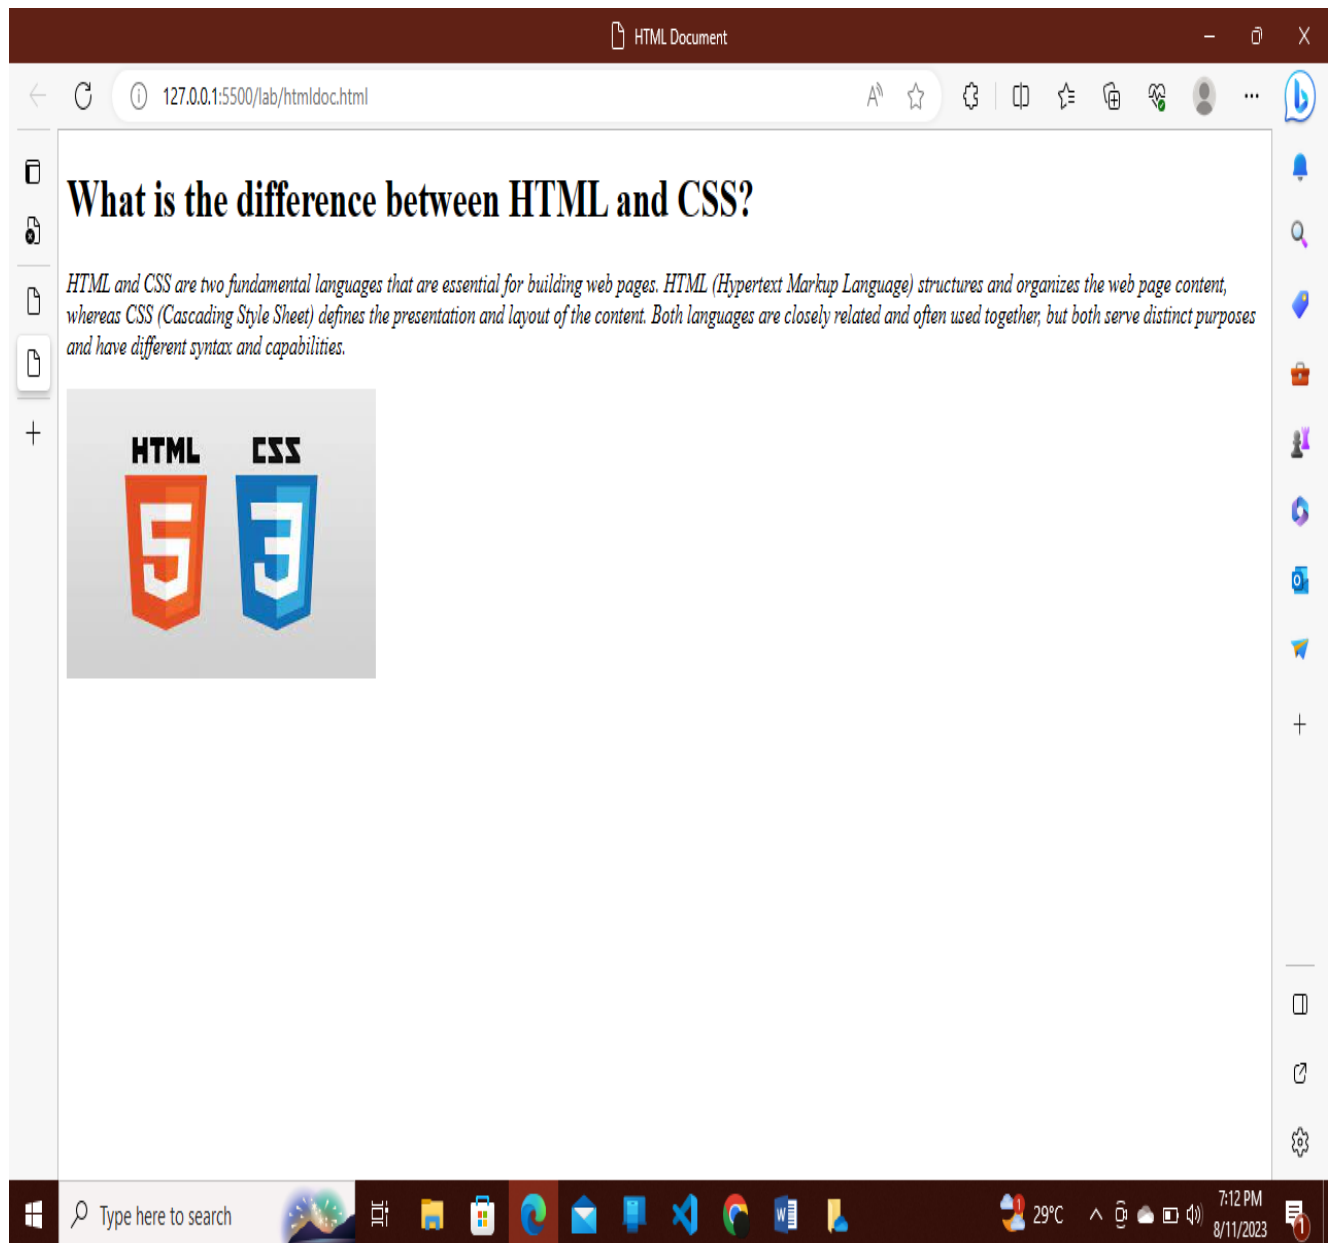 HTML Document
127.0.0.1:5500/lab/htmldoc.html
What is the difference between HTML and CSS?
HTML and CSS are two fundamental languages that are essential for building web pages. HTML (Hypertext Markup Language) structures and organizes the web page content,
whereas CSS (Cascading Style Sheet) defines the presentation and layout of the content. Both languages are closely related and often used together, but both serve distinct purposes
and have different syntax and capabilities.
HTML CSS
5 3
Type here to search
1
29°C
7:12 PM
8/11/2023
1